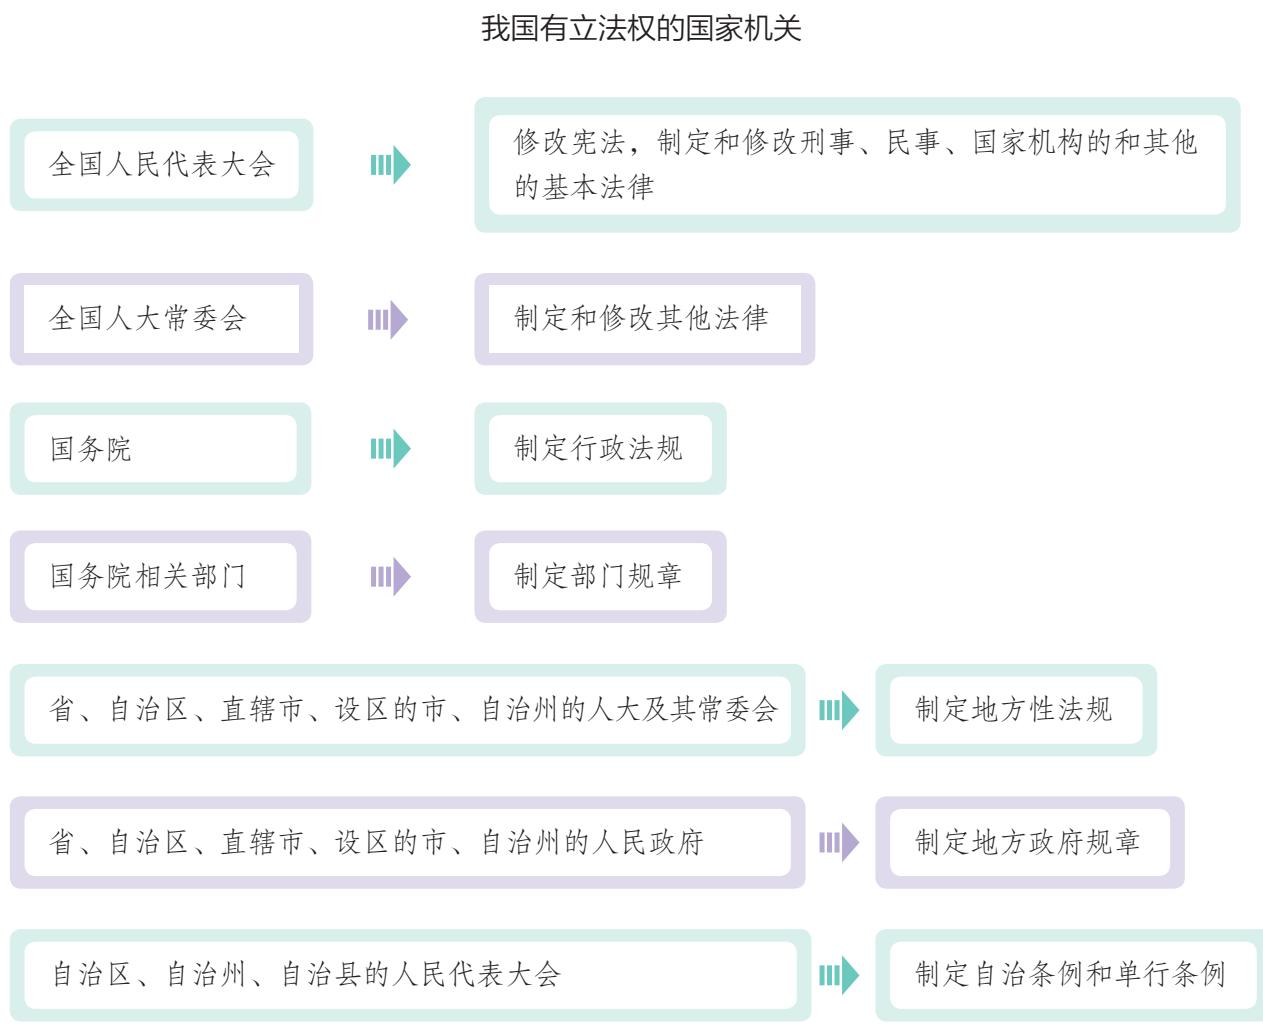 我国有立法权的国家机关
全国人民代表大会
修改宪法，制定和修改刑事、民事、国家机构的和其他
的基本法律
全国人大常委会
制定和修改其他法律
国务院
制定行政法规
国务院相关部门
制定部门规章
省、自治区、直辖市、设区的市、自治州的人大及其常委会
制定地方性法规
省、自治区、直辖市、设区的市、自治州的人民政府
制定地方政府规章
自治区、自治州、自治县的人民代表大会
制定自治条例和单行条例